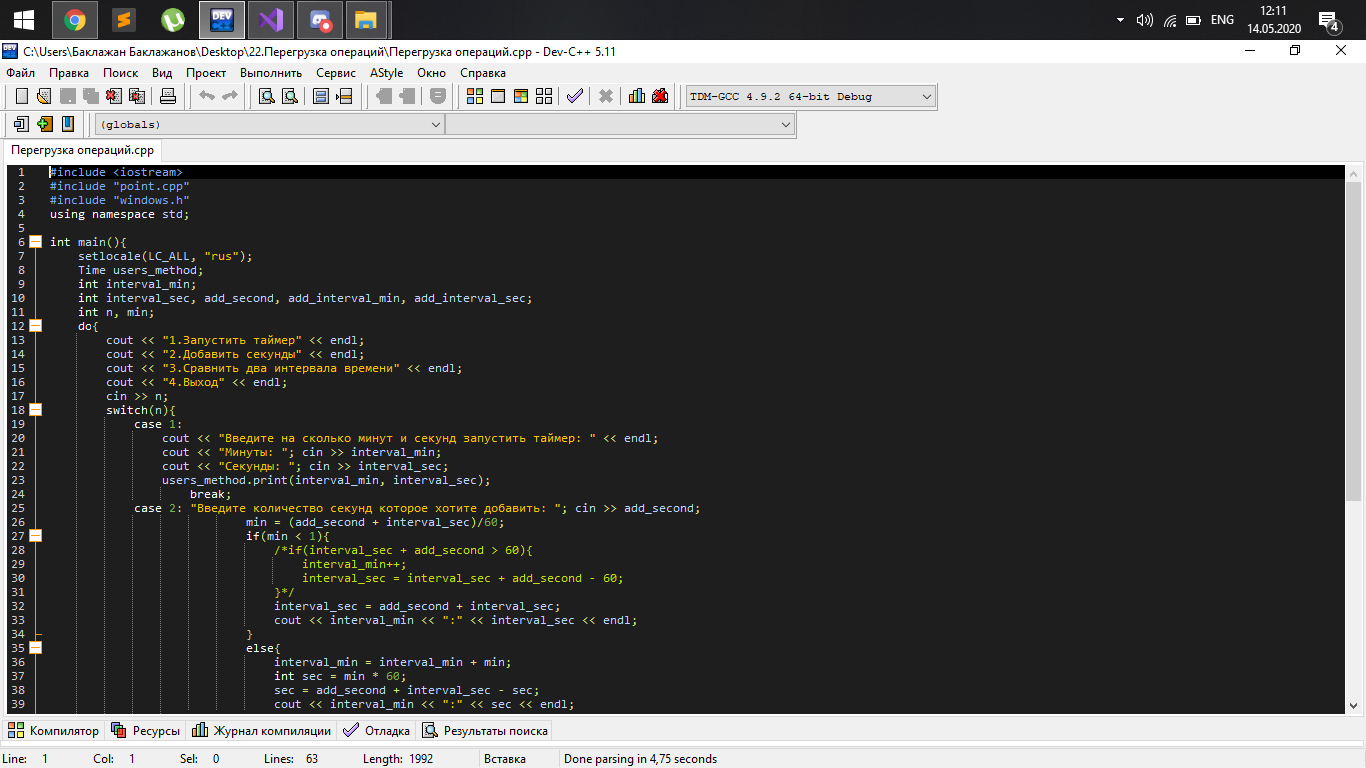 DEV
ENG
12:11
14.05.2020
4
DEV
C:\Users\Баклажан Баклажанов\Desktop\22.Перегрузка операций\Перегрузка операций.cpp - Dev-C++ 5.11
Файл Правка Поиск Вид Проект Выполнить Сервис AStyle Окно Справка
TDM-GCC 4.9.2 64-bit Debug
(globals)
Перегрузка операций.cpp
1 #include <iostream>
2 #include "point.cpp"
3 #include "windows.h"
4 using namespace std;
5
6 int main(){
7 setlocale(LC_ALL, "rus");
8 Time users_method;
9 int interval_min;
10 int interval_sec, add_second, add_interval_min, add_interval_sec;
11 int n, min;
12 do{
13 cout << "1.Запустить таймер" << endl;
14 cout << "2.Добавить секунды" << endl;
15 cout << "3.Сравнить два интервала времени" << endl;
16 cout << "4.Выход" << endl;
17 cin >> n;
18 switch(n){
19 case 1:
20 cout << "Введите на сколько минут и секунд запустить таймер: " << endl;
21 cout << "Минуты: "; cin >> interval_min;
22 cout << "Секунды: "; cin >> interval_sec;
23 users_method.print(interval_min, interval_sec);
24 break;
25 case 2: "Введите количество секунд которое хотите добавить: "; cin >> add_second;
26 min = (add_second + interval_sec)/60;
27 if(min < 1){
28 /*if(interval_sec + add_second > 60){
29 interval_min++;
30 interval_sec = interval_sec + add_second - 60;
31 }*/
32 interval_sec = add_second + interval_sec;
33 cout << interval_min << ":" << interval_sec << endl;
34 }
35 else{
36 interval_min = interval_min + min;
37 int sec = min * 60;
38 sec = add_second + interval_sec - sec;
39 cout << interval_min << ":" << sec << endl;
Компилятор Ресурсы Журнал компиляции Отладка Результаты поиска
Line: 1 Col: 1 Sel: 0 Lines: 63 Length: 1992 Вставка Done parsing in 4,75 seconds